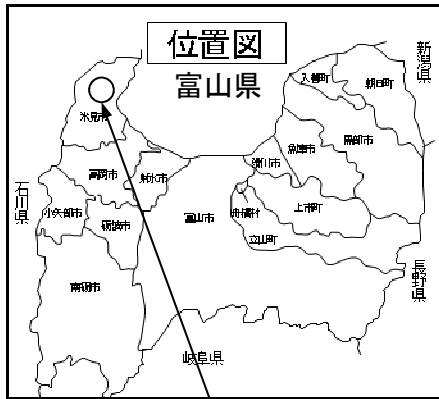 位置図
富山県
新潟県
入善町
朝日町
氷見市
魚津市
黒部市
滑川市
高岡市
射水市
石川県
小矢部市
砺波市
富山市
舟橋村
上市町
立山町
長野県
南砺市
岐阜県